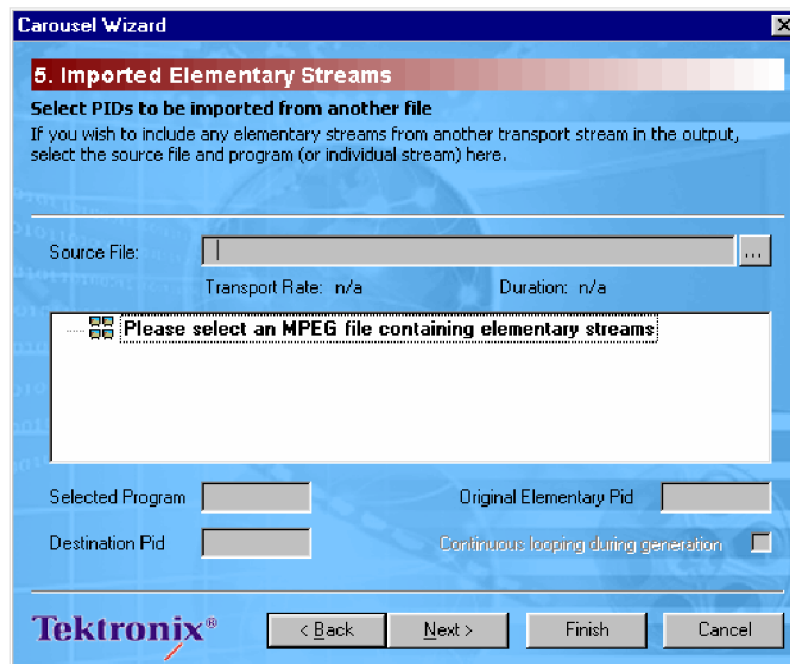 Carousel Wizard
5. Imported Elementary Streams
Select PIDs to be imported from another file
If you wish to include any elementary streams from another transport stream in the output,
select the source file and program (or individual stream) here.
Source File:
...
Transport Rate: n/a Duration: n/a
Please select an MPEG file containing elementary streams
Selected Program Original Elementary Pid
Destination Pid Continuous looping during generation
Tektronix® < Back Next > Finish Cancel